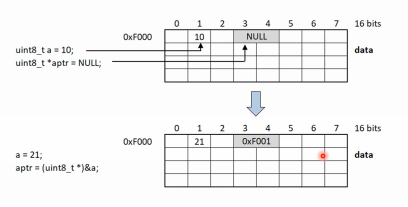 0 1 2 3 4 5 6 7 16 bits
0xF000 10 NULL
uint8_t a = 10; data
uint8_t *aptr = NULL;
0 1 2 3 4 5 6 7 16 bits
0xF000 21 0xF001
a = 21; data
aptr = (uint8_t *)&a;